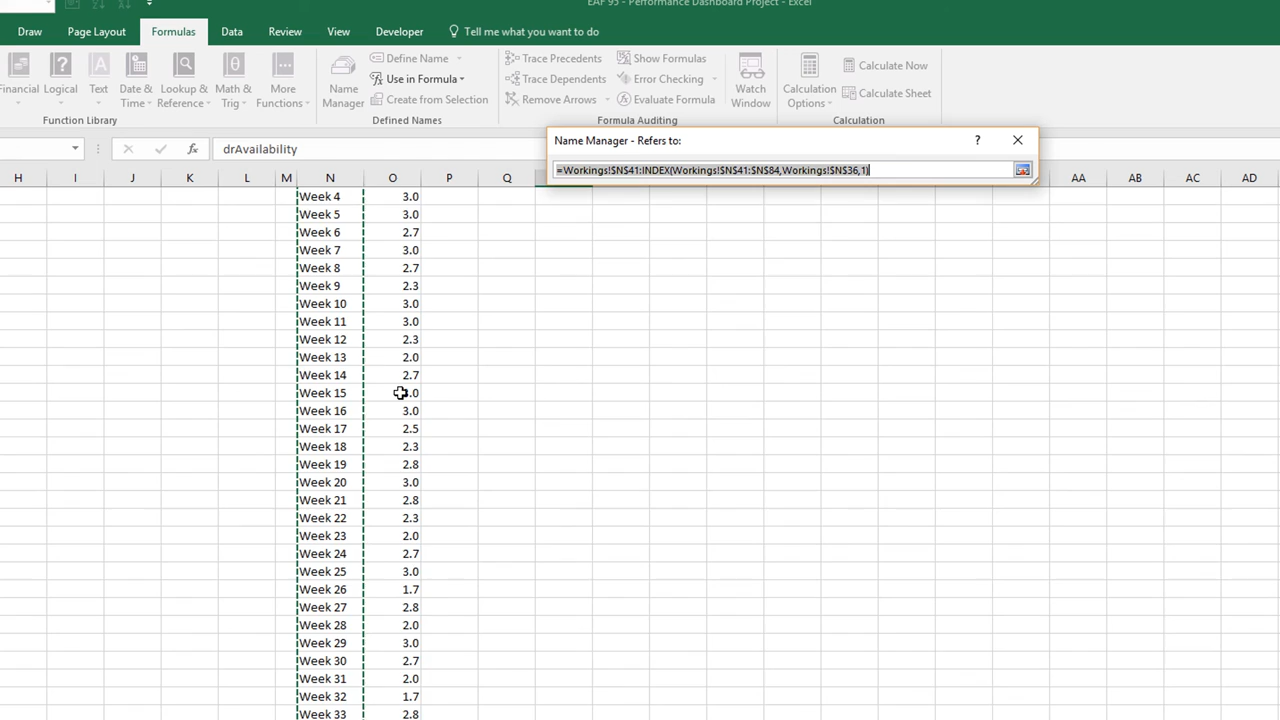 EAF 95 - Performance Dashboard Project - Excel
Draw Page Layout Formulas Data Review View Developer Tell me what you want to do
Financial Logical Text Date & Time Lookup & Reference Math & Trig More Functions
Function Library
Name Manager
Define Name
Use in Formula
Create from Selection
Defined Names
Trace Precedents
Trace Dependents
Remove Arrows
Show Formulas
Error Checking
Evaluate Formula
Formula Auditing
Watch Window
Calculation Options
Calculate Now
Calculate Sheet
Calculation
fx drAvailability
Name Manager - Refers to: ?
=Workings!$N$41:INDEX(Workings!$N$41:$N$84,Workings!$N$36,1)
H I J K L M N O P Q AA AB AC AD
Week 4 3.0
Week 5 3.0
Week 6 2.7
Week 7 3.0
Week 8 2.7
Week 9 2.3
Week 10 3.0
Week 11 3.0
Week 12 2.3
Week 13 2.0
Week 14 2.7
Week 15 .0
Week 16 3.0
Week 17 2.5
Week 18 2.3
Week 19 2.8
Week 20 3.0
Week 21 2.8
Week 22 2.3
Week 23 2.0
Week 24 2.7
Week 25 3.0
Week 26 1.7
Week 27 2.8
Week 28 2.0
Week 29 3.0
Week 30 2.7
Week 31 2.0
Week 32 1.7
Week 33 2.8